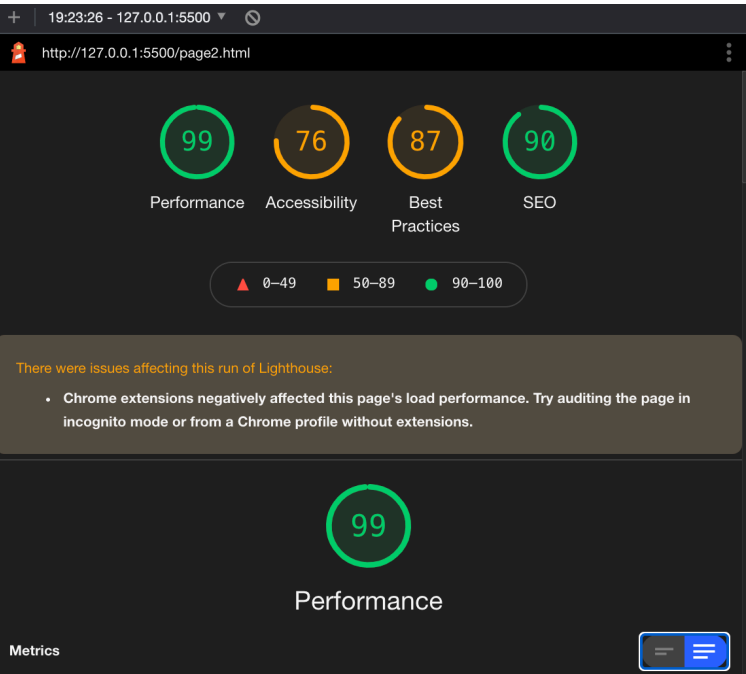 19:23:26 - 127.0.0.1:5500
http://127.0.0.1:5500/page2.html
99 76 87 90
Performance Accessibility Best Practices SEO
0–49 50–89 90–100
There were issues affecting this run of Lighthouse:
• Chrome extensions negatively affected this page's load performance. Try auditing the page in
incognito mode or from a Chrome profile without extensions.
99
Performance
Metrics